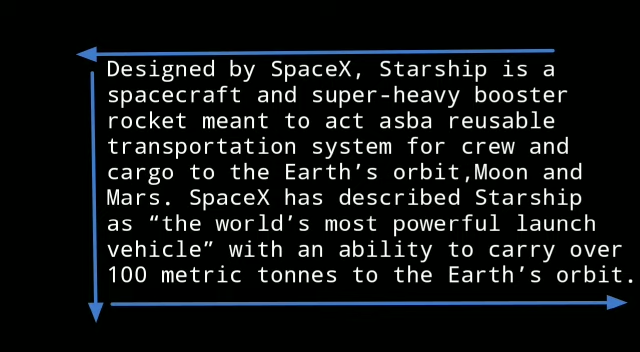 Designed by SpaceX, Starship is a
spacecraft and super-heavy booster
rocket meant to act asba reusable
transportation system for crew and
cargo to the Earth’s orbit,Moon and
Mars. SpaceX has described Starship
as “the world’s most powerful launch
vehicle” with an ability to carry over
100 metric tonnes to the Earth’s orbit.